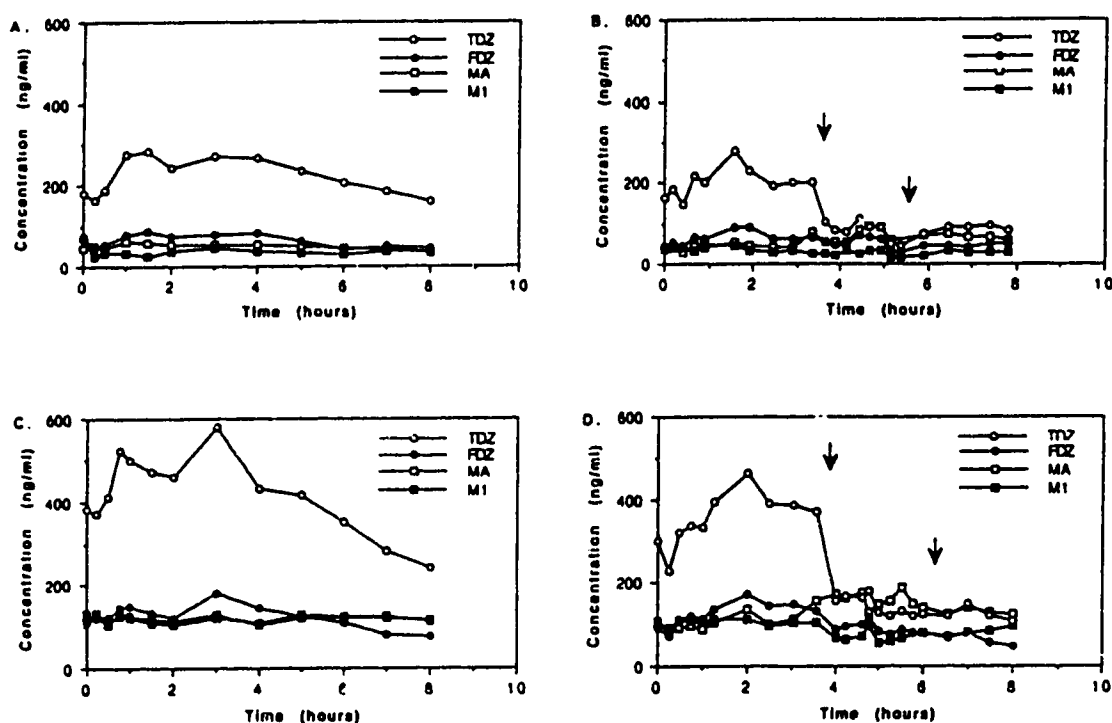 A.
600
400
200
0
Concentration (ng/ml)
TDZ
FDZ
MA
M1
0 2 4 6 8 10
Time (hours)
B.
600
400
200
0
Concentration (ng/ml)
TDZ
FDZ
MA
M1
0 2 4 6 8 10
Time (hours)
C.
600
400
200
0
Concentration (ng/ml)
TDZ
FDZ
MA
M1
0 2 4 6 8 10
Time (hours)
D.
600
400
200
0
Concentration (ng/ml)
TDZ
FDZ
MA
M1
0 2 4 6 8 10
Time (hours)